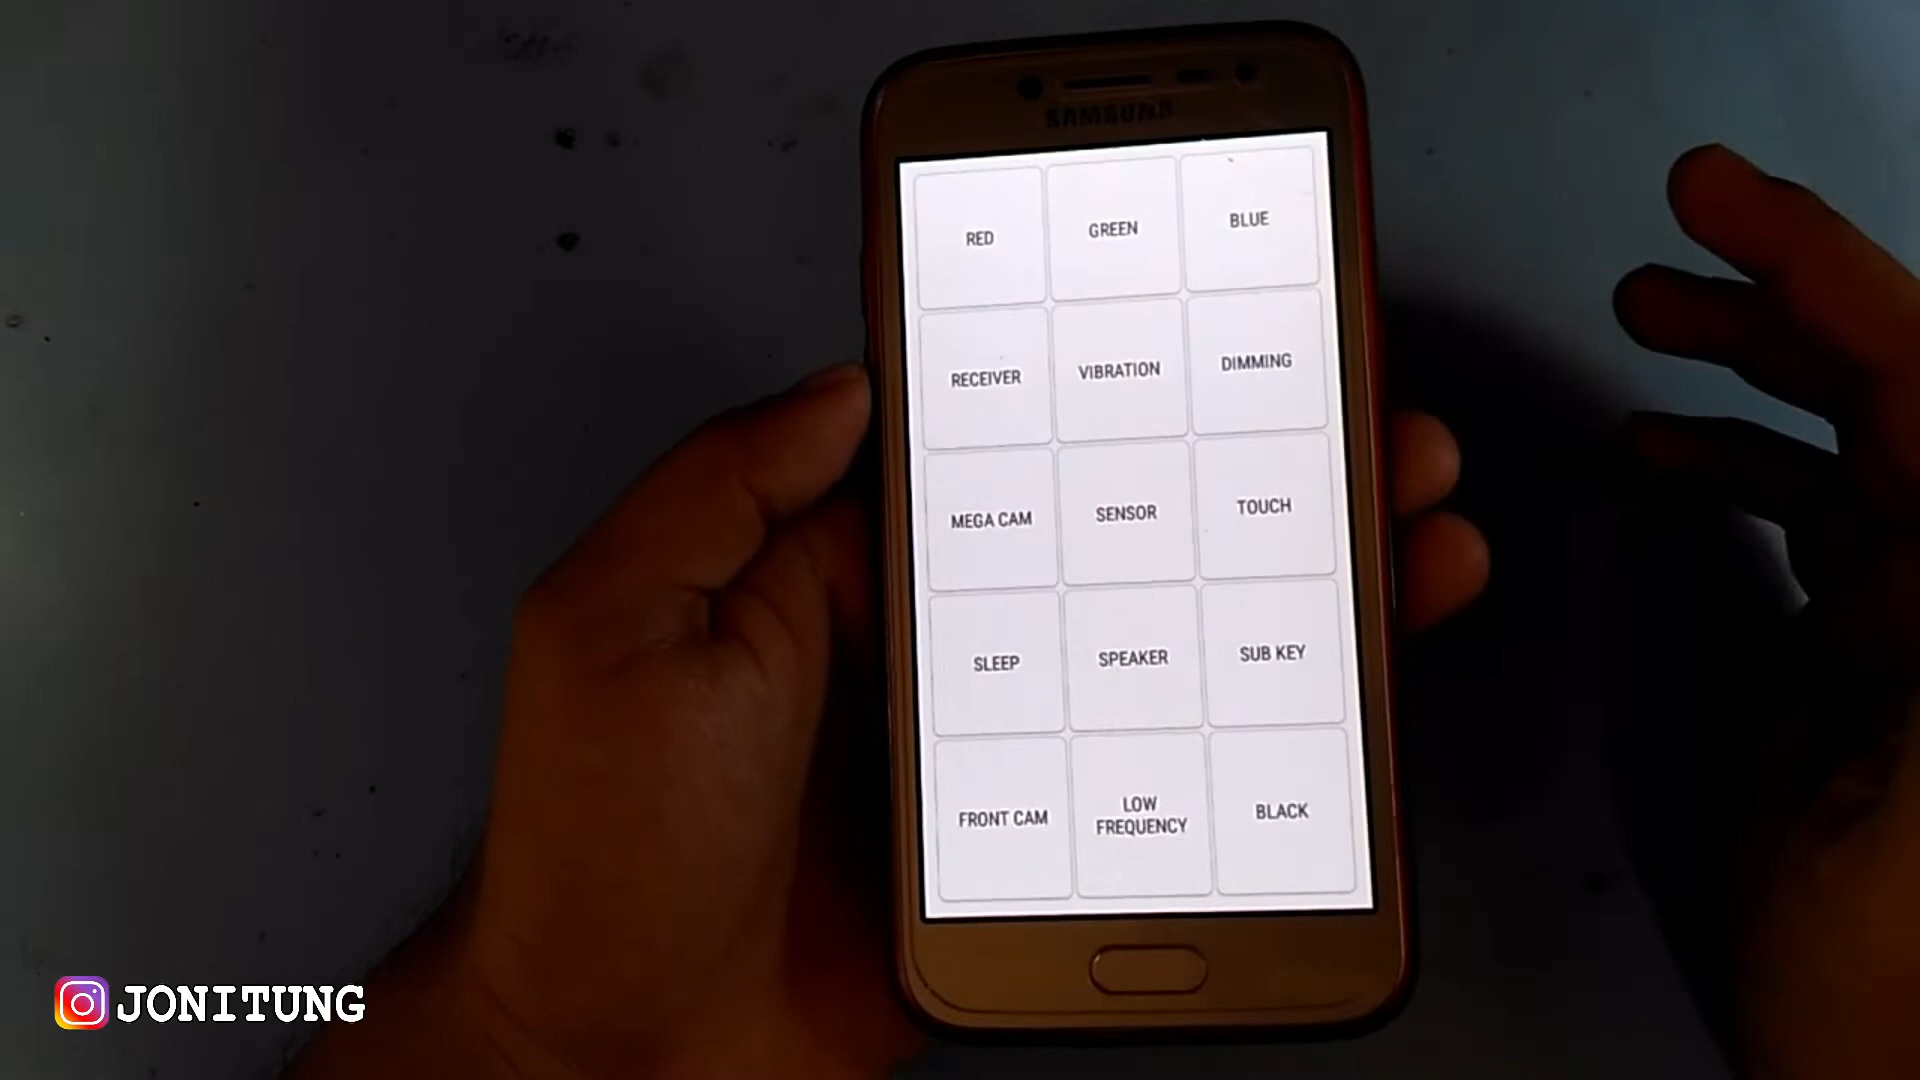 SAMSUNG
RED
GREEN
BLUE
RECEIVER
VIBRATION
DIMMING
MEGA CAM
SENSOR
TOUCH
SLEEP
SPEAKER
SUB KEY
FRONT CAM
LOW
FREQUENCY
BLACK
JONITUNG